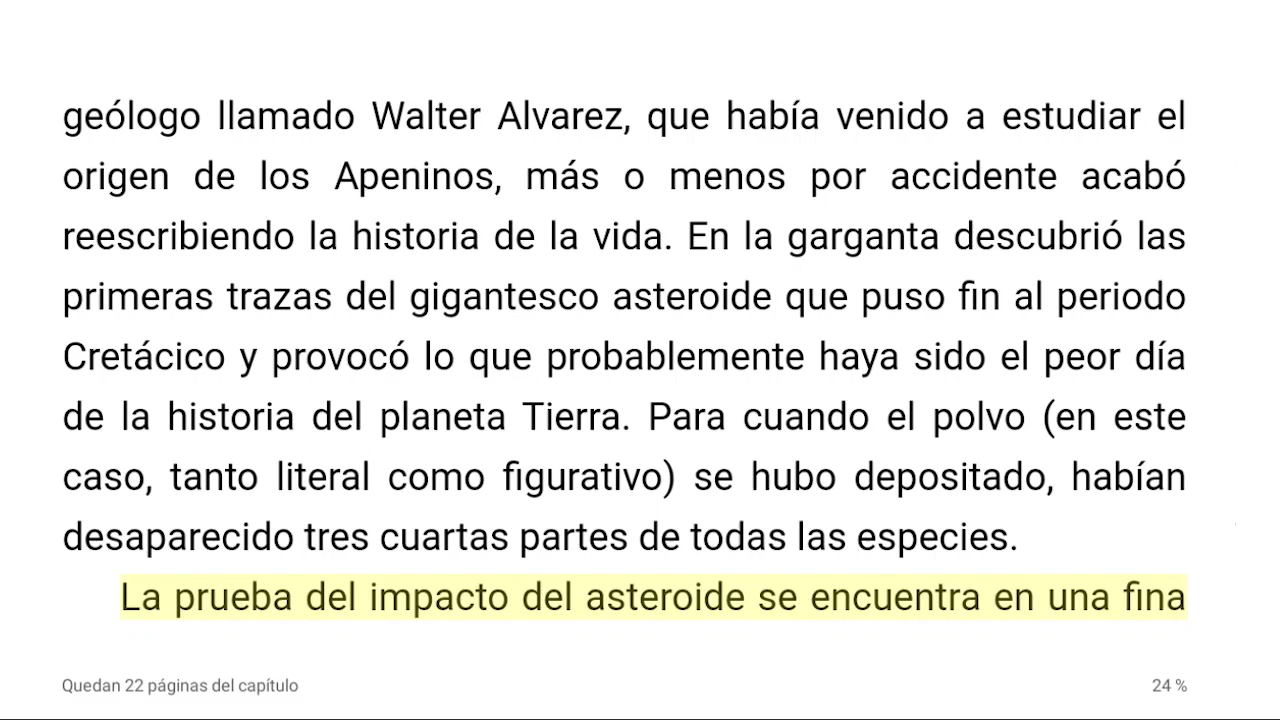 geólogo llamado Walter Alvarez, que había venido a estudiar el
origen de los Apeninos, más o menos por accidente acabó
reescribiendo la historia de la vida. En la garganta descubrió las
primeras trazas del gigantesco asteroide que puso fin al periodo
Cretácico y provocó lo que probablemente haya sido el peor día
de la historia del planeta Tierra. Para cuando el polvo (en este
caso, tanto literal como figurativo) se hubo depositado, habían
desaparecido tres cuartas partes de todas las especies.
La prueba del impacto del asteroide se encuentra en una fina
Quedan 22 páginas del capítulo
24 %